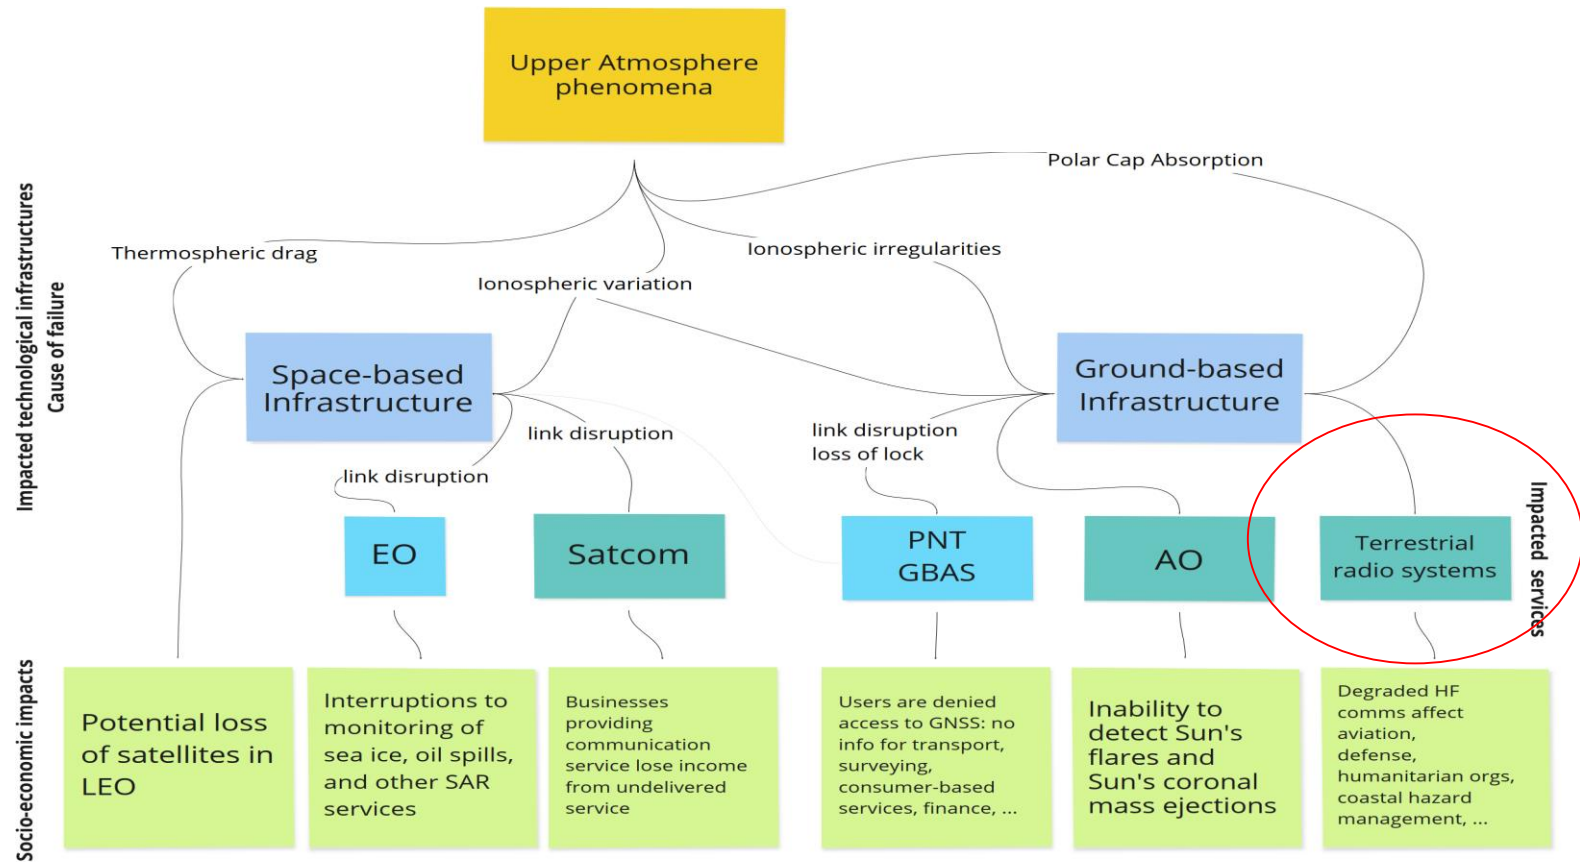 Upper Atmosphere
phenomena
Polar Cap Absorption
Thermospheric drag
Ionospheric irregularities
Ionospheric variation
Impacted technological infrastructures
Cause of failure
Space-based
Infrastructure
Ground-based
Infrastructure
link disruption
link disruption
link disruption
loss of lock
EO
Satcom
PNT
GBAS
AO
Terrestrial
radio systems
Impacted services
Socio-economic impacts
Potential loss
of satellites in
LEO
Interruptions to
monitoring of
sea ice, oil spills,
and other SAR
services
Businesses
providing
communication
service lose income
from undelivered
service
Users are denied
access to GNSS: no
info for transport,
surveying,
consumer-based
services, finance, ...
Inability to
detect Sun's
flares and
Sun's coronal
mass ejections
Degraded HF
comms affect
aviation,
defense,
humanitarian orgs,
coastal hazard
management, ...